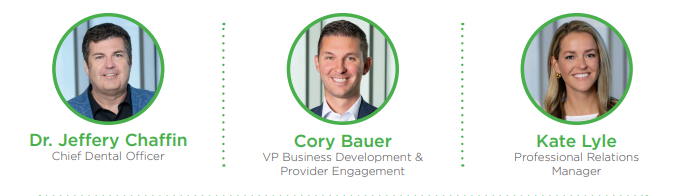 Dr. Jeffery Chaffin
Chief Dental Officer
Cory Bauer
VP Business Development &
Provider Engagement
Kate Lyle
Professional Relations
Manager